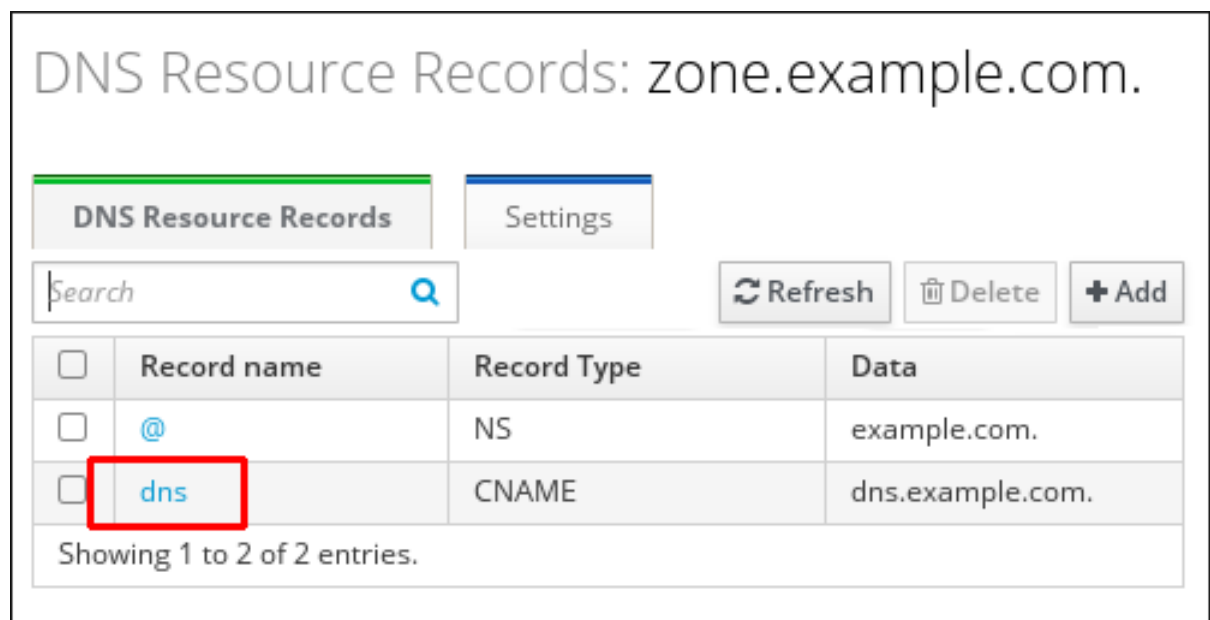 DNS Resource Records: zone.example.com.
DNS Resource Records Settings
Search Refresh Delete Add
Record name Record Type Data
@ NS example.com.
dns CNAME dns.example.com.
Showing 1 to 2 of 2 entries.